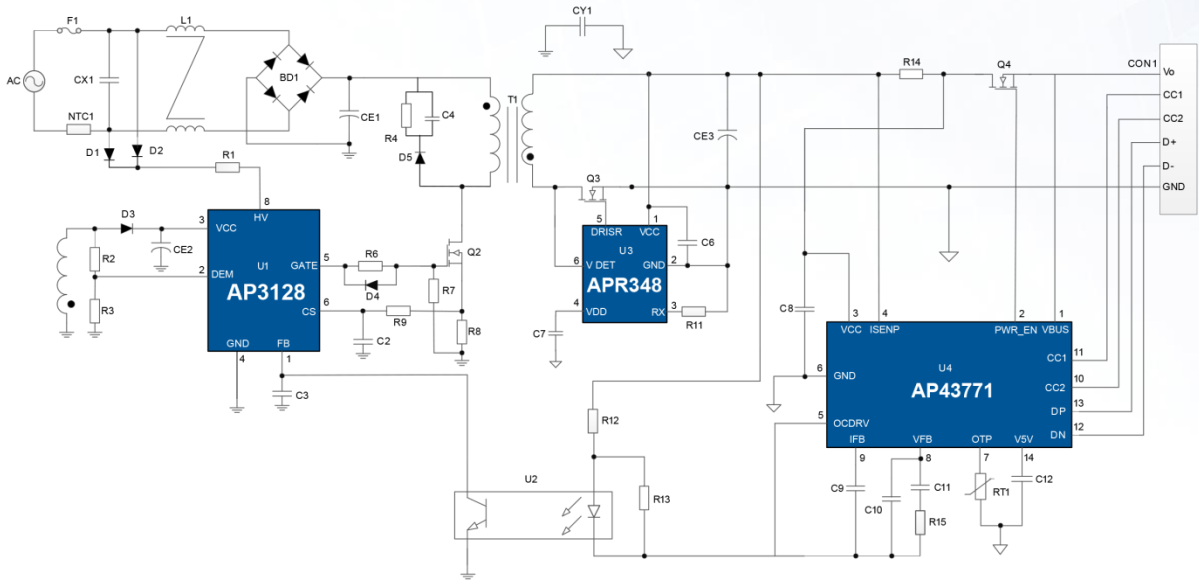 CY1
F1
L1
AC
CX1
BD1
NTC1
CE1
R4
C4
D5
T1
CE3
R14
Q4
CON 1
Vo
CC1
CC2
D+
D-
GND
D1
D2
R1
Q3
8
HV
5
1
DRISR
VCC
U3
C6
6
V DET
GND
2
APR348
4
VDD
RX
3
R11
C7
D3
3
VCC
CE2
R2
2
DEM
U1
AP3128
GATE
5
R6
D4
Q2
R7
R3
CS
6
R9
R8
C2
GND
FB
4
1
C3
C8
3
4
2
1
VCC
ISENP
PWR_EN
VBUS
CC1
11
6
GND
U4
AP43771
CC2
10
5
OCDRV
DP
13
DN
12
IFB
VFB
OTP
V5V
9
8
7
14
R12
R13
U2
C9
C10
C11
R15
RT1
C12